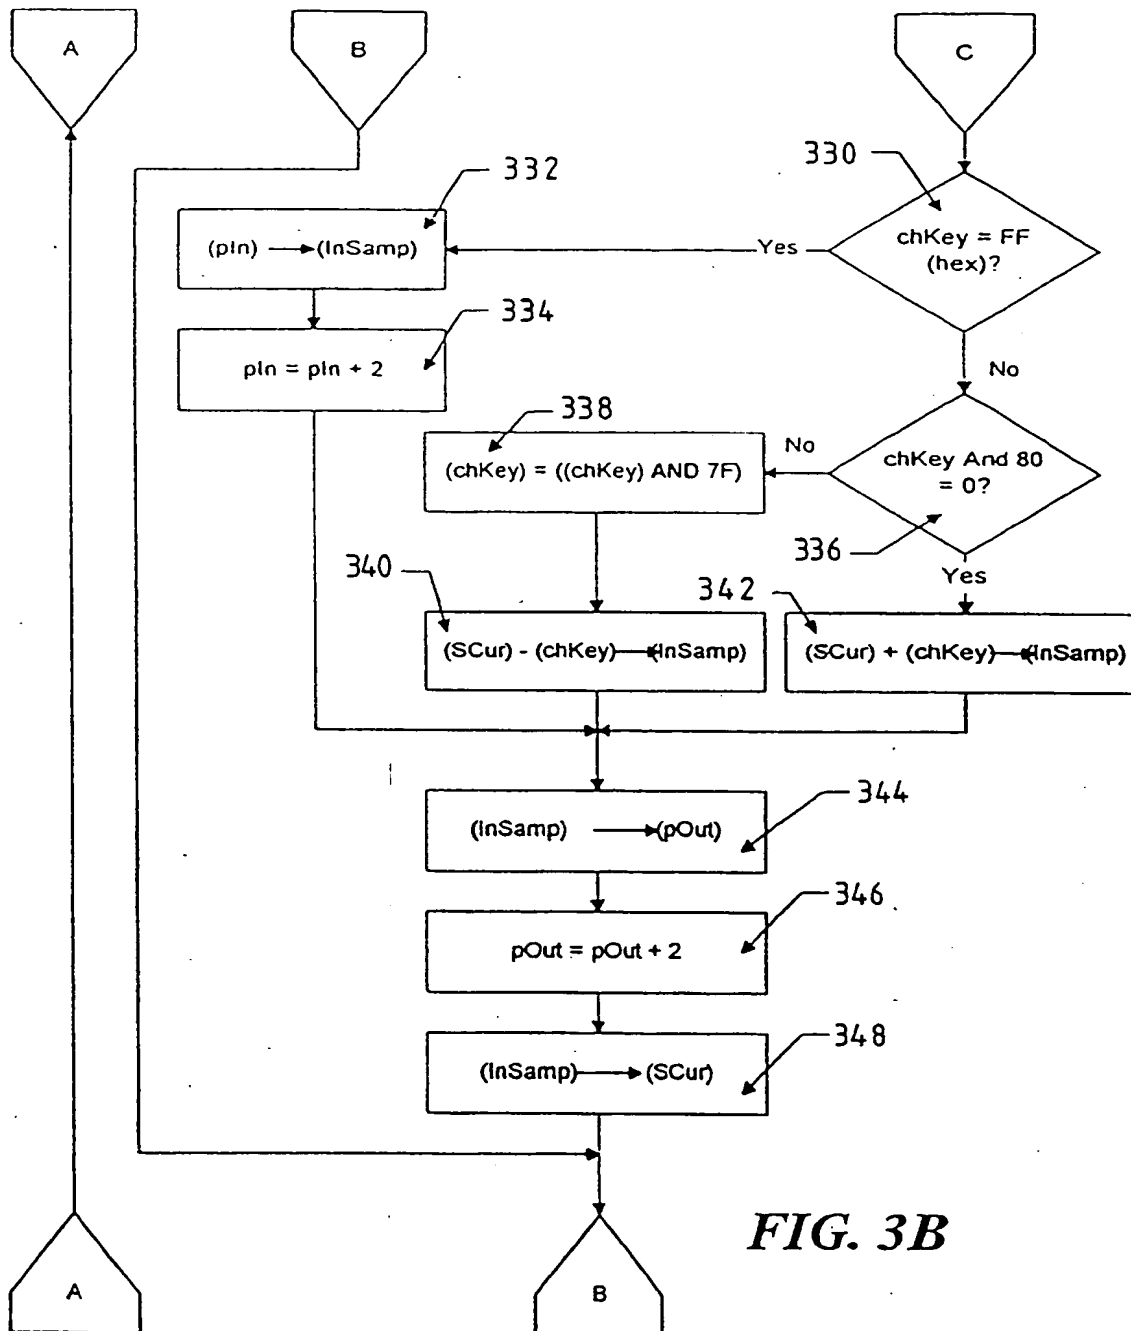 A
B
C
330
332
chKey = FF
(hex)?
Yes
(pIn) → (InSamp)
334
pIn = pIn + 2
No
338
(chKey) = ((chKey) AND 7F)
No
chKey And 80
= 0?
336
Yes
340
342
(SCur) - (chKey) → (InSamp)
(SCur) + (chKey) → (InSamp)
344
(InSamp) → (pOut)
346
pOut = pOut + 2
348
(InSamp) → (SCur)
FIG. 3B
A
B